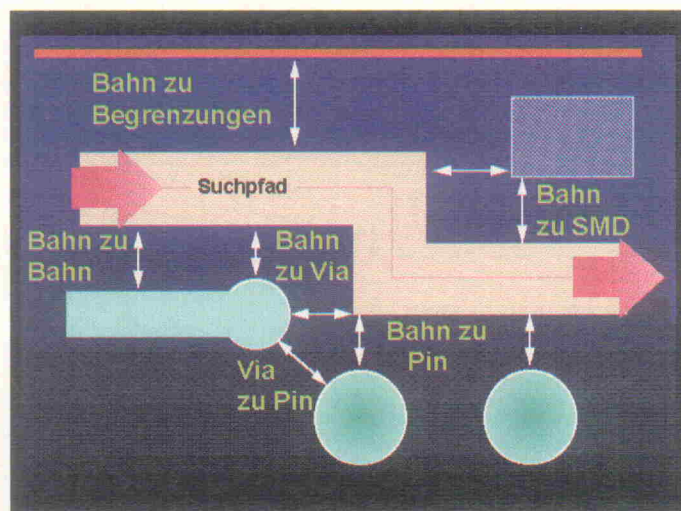 Bahn zu
Begrenzungen
Suchpfad
Bahn
zu SMD
Bahn zu
Bahn
Bahn
zu Via
Bahn zu
Pin
Via
zu Pin